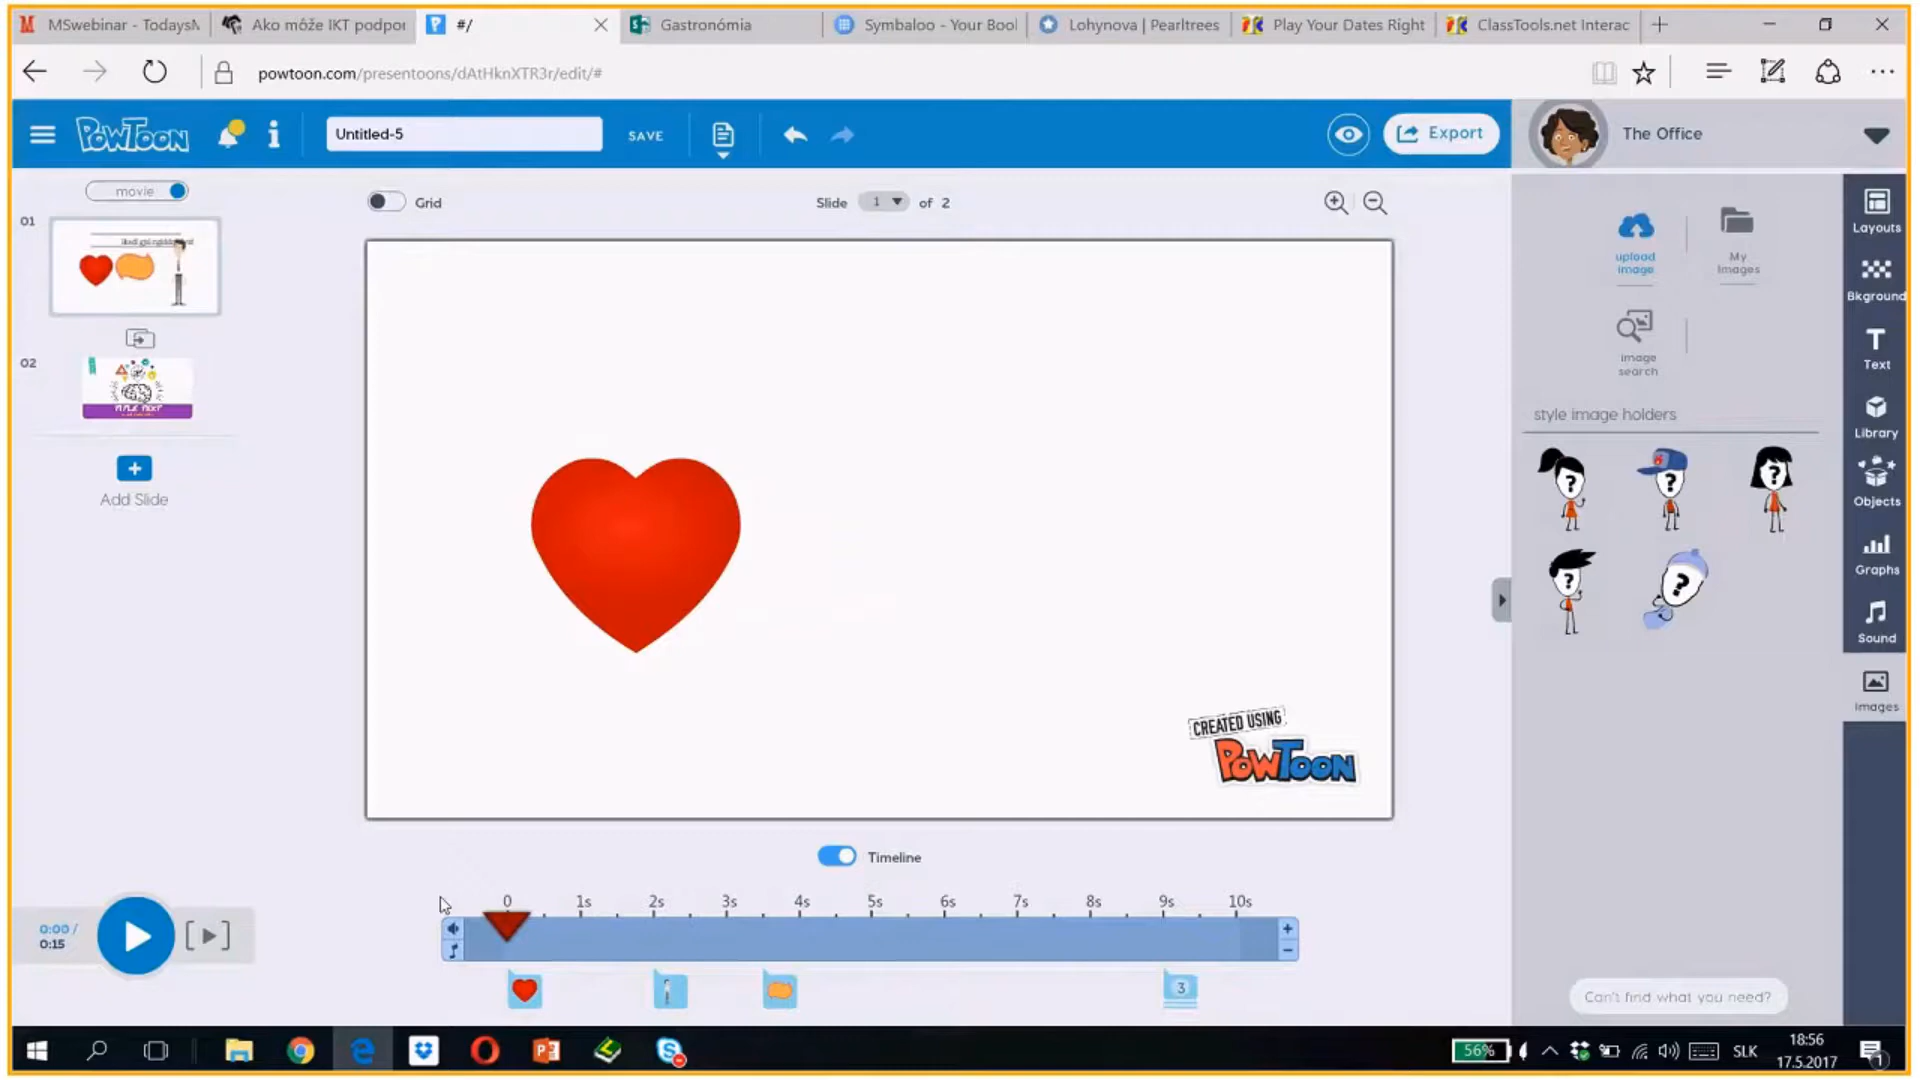 MSwebinar - TodaysM
Ako môže IKT podpor
#/
Gastronómia
Symbaloo - Your Bool
Lohynova | Pearltrees
Play Your Dates Right
ClassTools.net Interac
powtoon.com/presentoons/dAtHknXTR3r/edit/#
POWTOON
Untitled-5
SAVE
Export
The Office
movie
Grid
Slide 1 of 2
01
02
Add Slide
upload image
My Images
image search
style image holders
Layouts
Bkground
Text
Library
Objects
Graphs
Sound
Images
CREATED USING
POWTOON
Timeline
0 1s 2s 3s 4s 5s 6s 7s 8s 9s 10s
0:00 /
0:15
3
Can't find what you need?
56%
SLK
18:56
17.5.2017
1